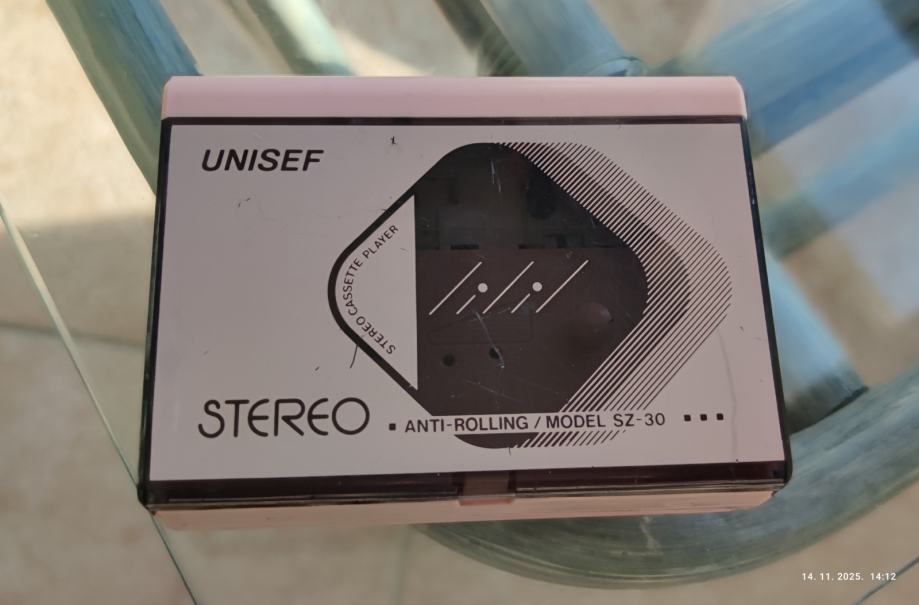 UNISEF
STEREO CASSETTE PLAYER
STEREO
ANTI-ROLLING / MODEL SZ-30
14. 11. 2025. 14:12